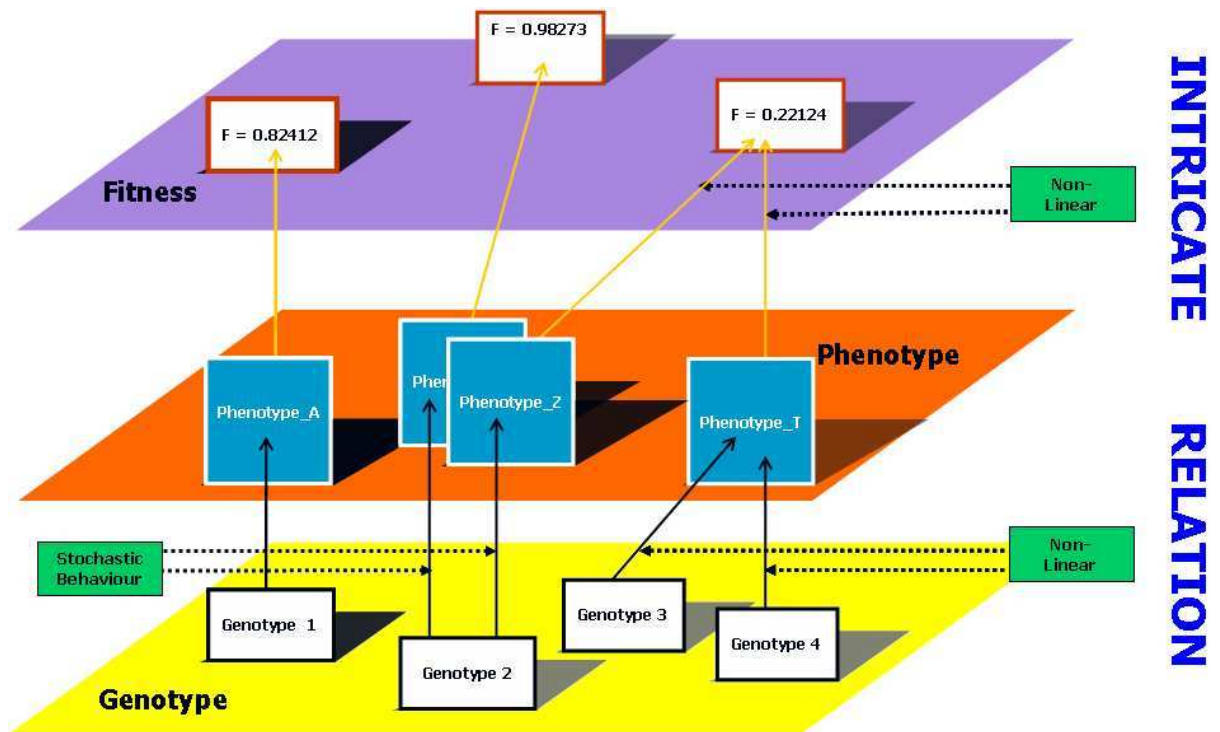 F = 0.98273
F = 0.82412
F = 0.22124
Fitness
Non-
Linear
INTRICATE
Phenotype
Phenotype_A
Phenotype_Z
Phenotype_T
RELATION
Stochastic
Behaviour
Non-
Linear
Genotype 1
Genotype 2
Genotype 3
Genotype 4
Genotype